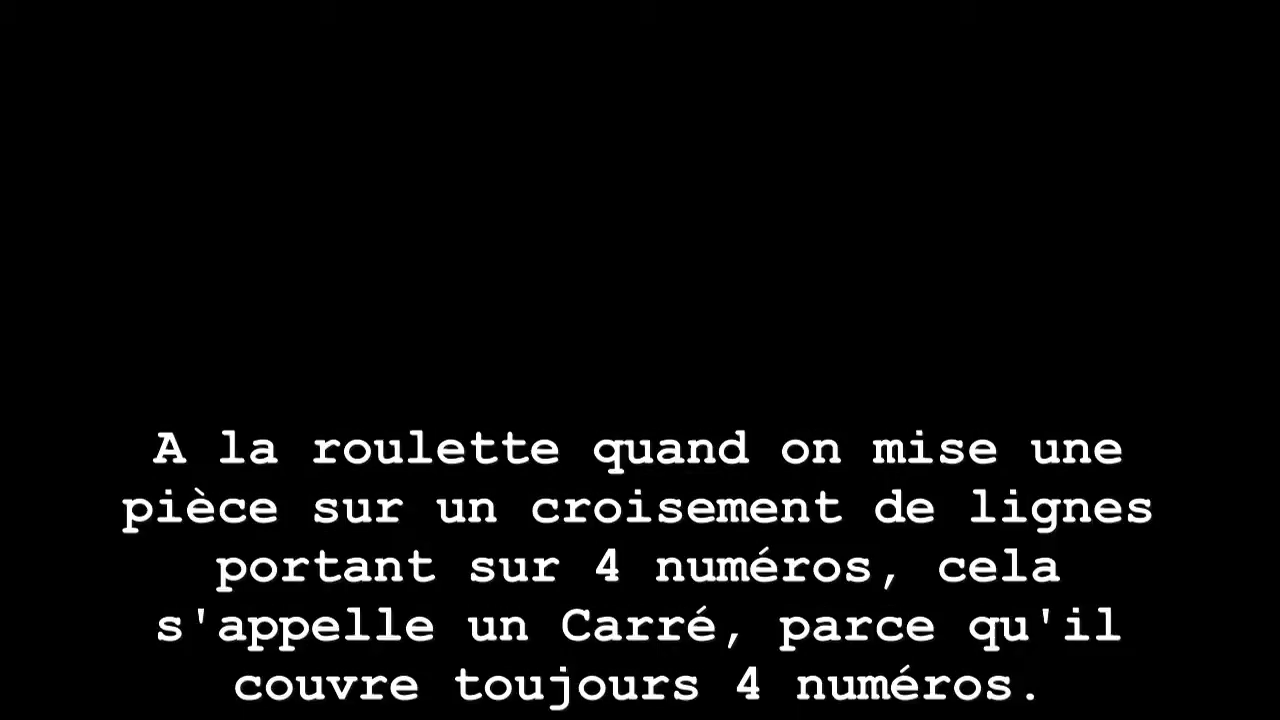 A la roulette quand on mise une
pièce sur un croisement de lignes
portant sur 4 numéros, cela
s'appelle un Carré, parce qu'il
couvre toujours 4 numéros.